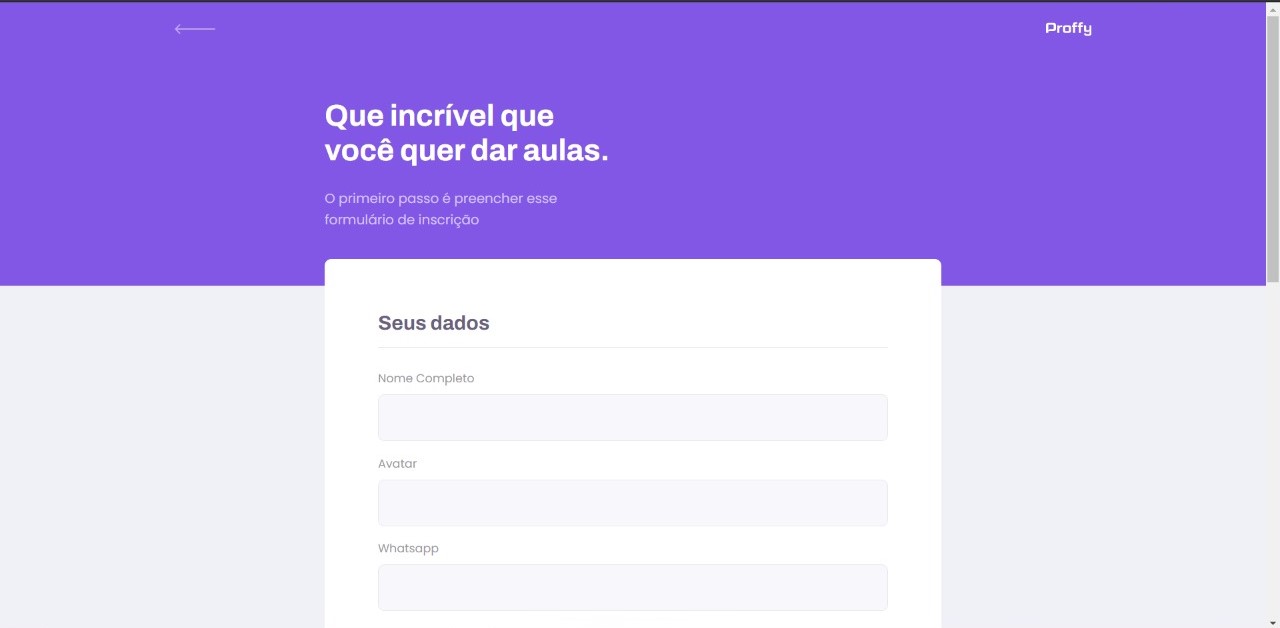 Proffy
Que incrível que
você quer dar aulas.
O primeiro passo é preencher esse
formulário de inscrição
Seus dados
Nome Completo
Avatar
Whatsapp